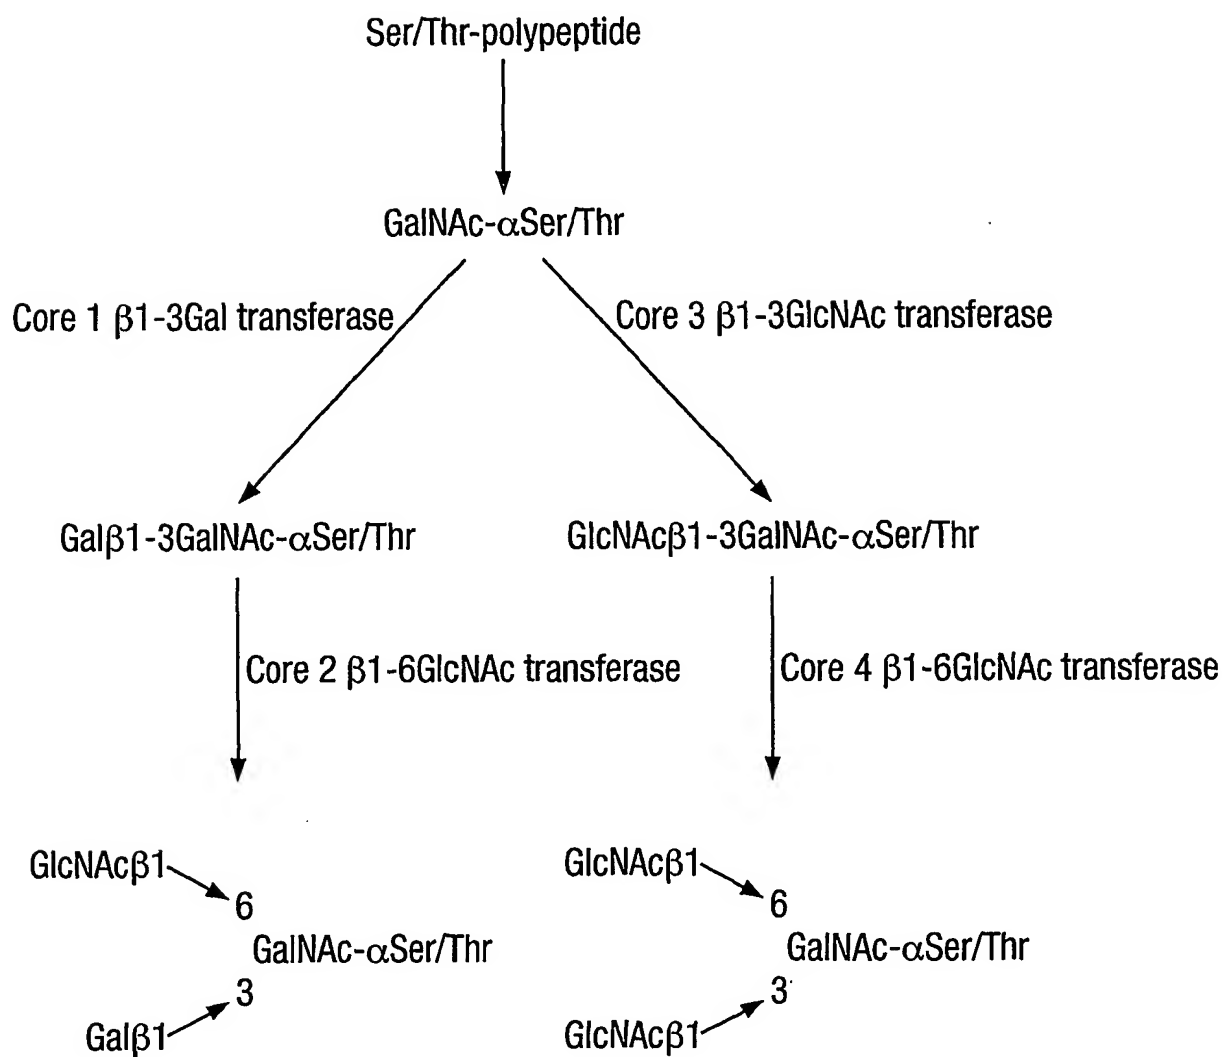 Ser/Thr-polypeptide
GalNAc-αSer/Thr
Core 1 β1-3Gal transferase
Core 3 β1-3GlcNAc transferase
Galβ1-3GalNAc-αSer/Thr
GlcNAcβ1-3GalNAc-αSer/Thr
Core 2 β1-6GlcNAc transferase
Core 4 β1-6GlcNAc transferase
GlcNAcβ1
6
GalNAc-αSer/Thr
3
Galβ1
GlcNAcβ1
6
GalNAc-αSer/Thr
3
GlcNAcβ1